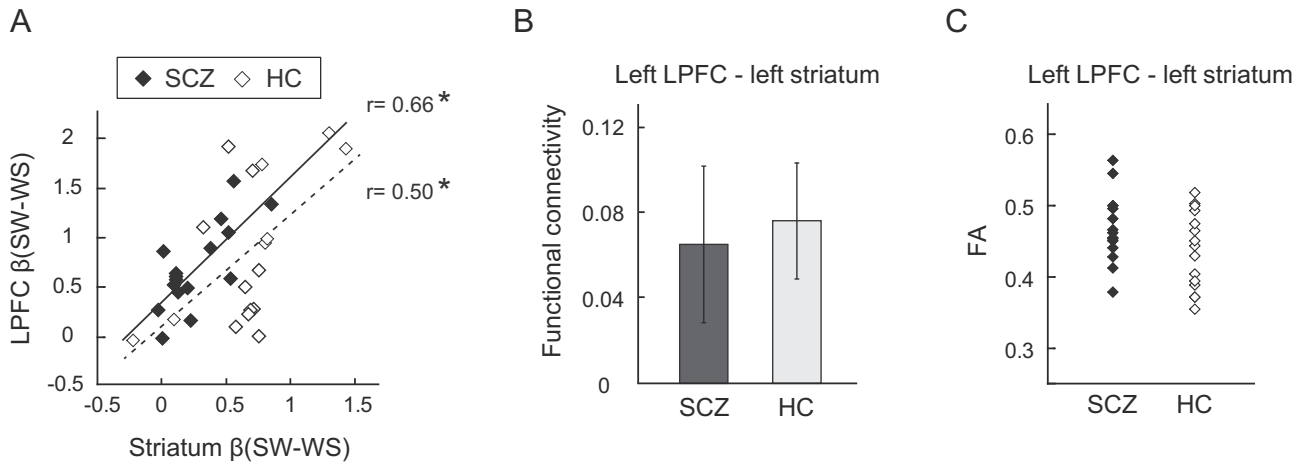 A
SCZ HC
r= 0.66 *
r= 0.50 *
LPFC β(SW-WS)
2
1.5
1
0.5
0
-0.5
-0.5 0 0.5 1 1.5
Striatum β(SW-WS)
B
Left LPFC - left striatum
Functional connectivity
0.12
0.08
0.04
0
SCZ HC
C
Left LPFC - left striatum
FA
0.6
0.5
0.4
0.3
SCZ HC